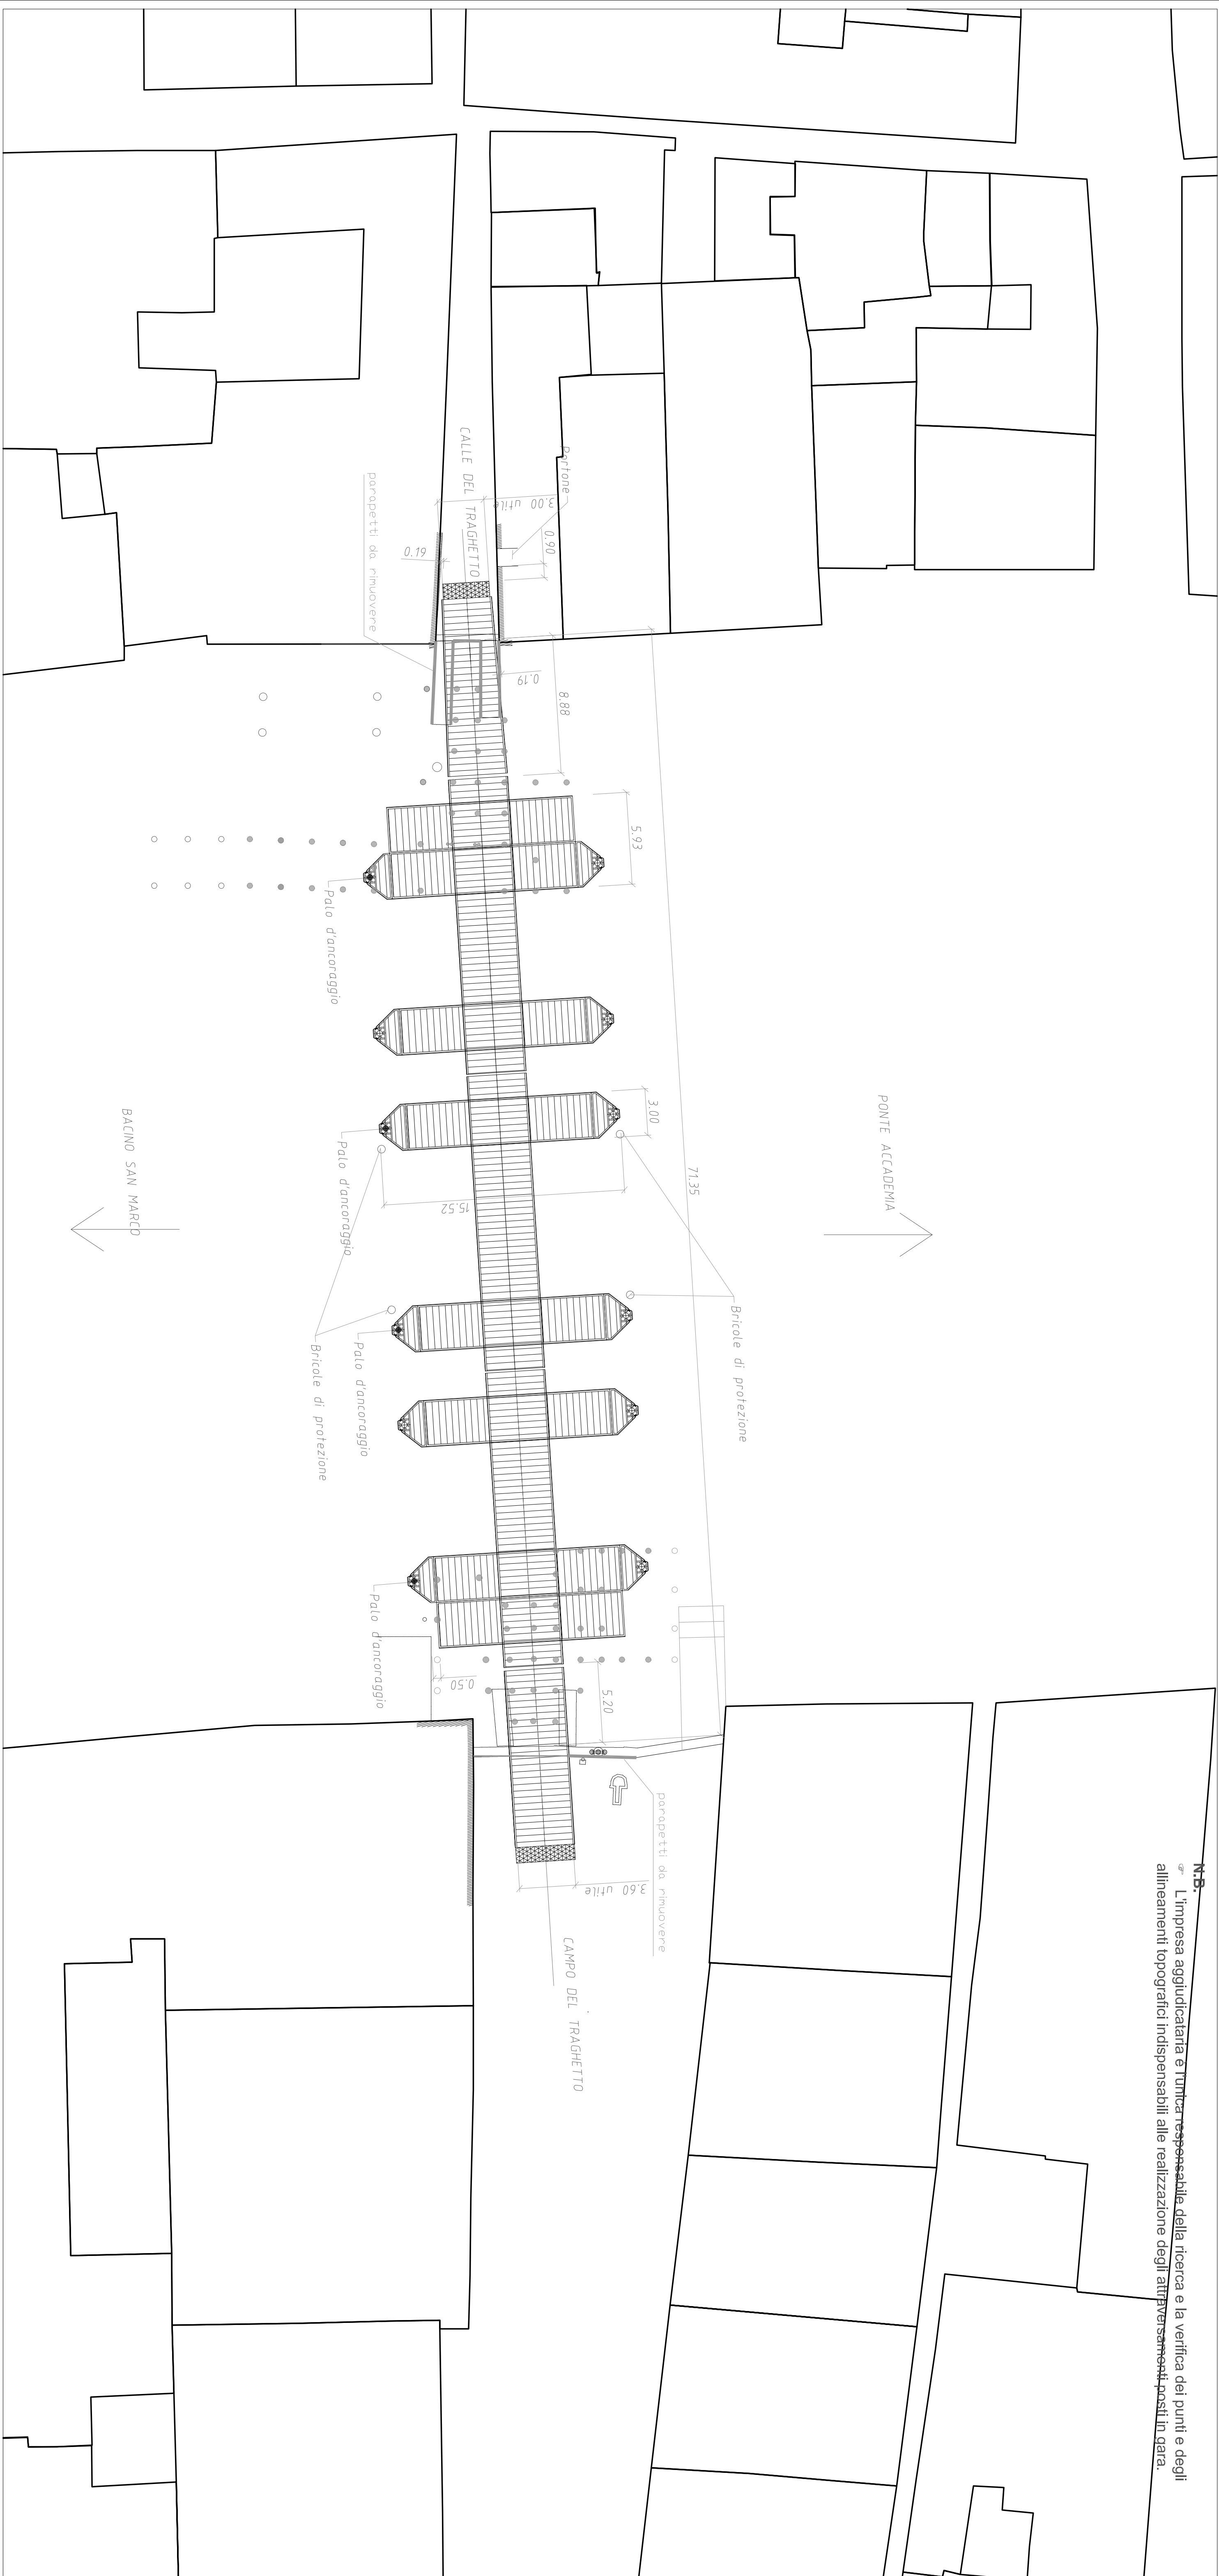 Portone
CALLE DEL TRAGHETTO
3.00 utile
parapetti da rimuovere
0.90
0.19
0.19
8.88
5.93
Palo d'ancoraggio
3.00
PONTE ACCADEMIA
BACINO SAN MARCO
Palo d'ancoraggio
71.35
15.52
Bricole di protezione
Bricole di protezione
Palo d'ancoraggio
Palo d'ancoraggio
0.50
5.20
parapetti da rimuovere
3.60 utile
CAMPO DEL TRAGHETTO
N.B.
☞ L'impresa aggiudicataria è l'unica responsabile della ricerca e la verifica dei punti e degli
allineamenti topografici indispensabili alle realizzazione degli attraversamenti posti in gara.